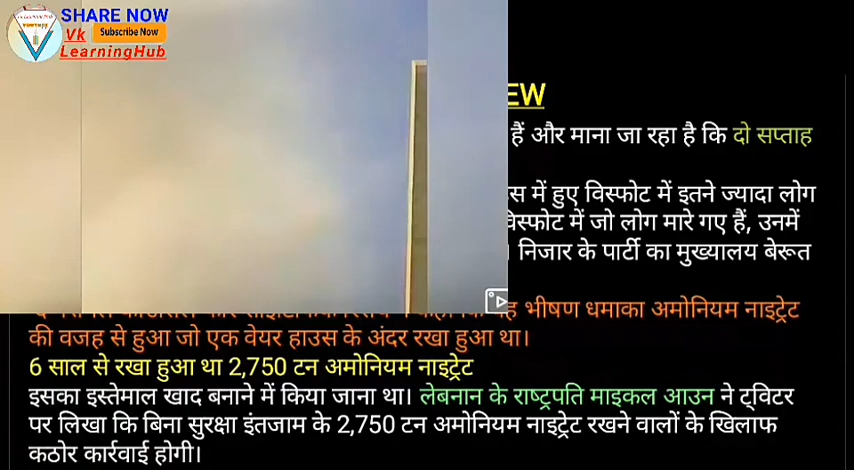 SHARE NOW
Vk Subscribe Now
LearningHub
EW
हैं और माना जा रहा है कि दो सप्ताह
में हुए विस्फोट में इतने ज्यादा लोग
विस्फोट में जो लोग मारे गए हैं, उनमें
। निजार के पार्टी का मुख्यालय बेरूत
भीषण धमाका अमोनियम नाइट्रेट
की वजह से हुआ जो एक वेयर हाउस के अंदर रखा हुआ था।
6 साल से रखा हुआ था 2,750 टन अमोनियम नाइट्रेट
इसका इस्तेमाल खाद बनाने में किया जाना था। लेबनान के राष्ट्रपति माइकल आउन ने ट्विटर
पर लिखा कि बिना सुरक्षा इंतजाम के 2,750 टन अमोनियम नाइट्रेट रखने वालों के खिलाफ
कठोर कार्रवाई होगी।